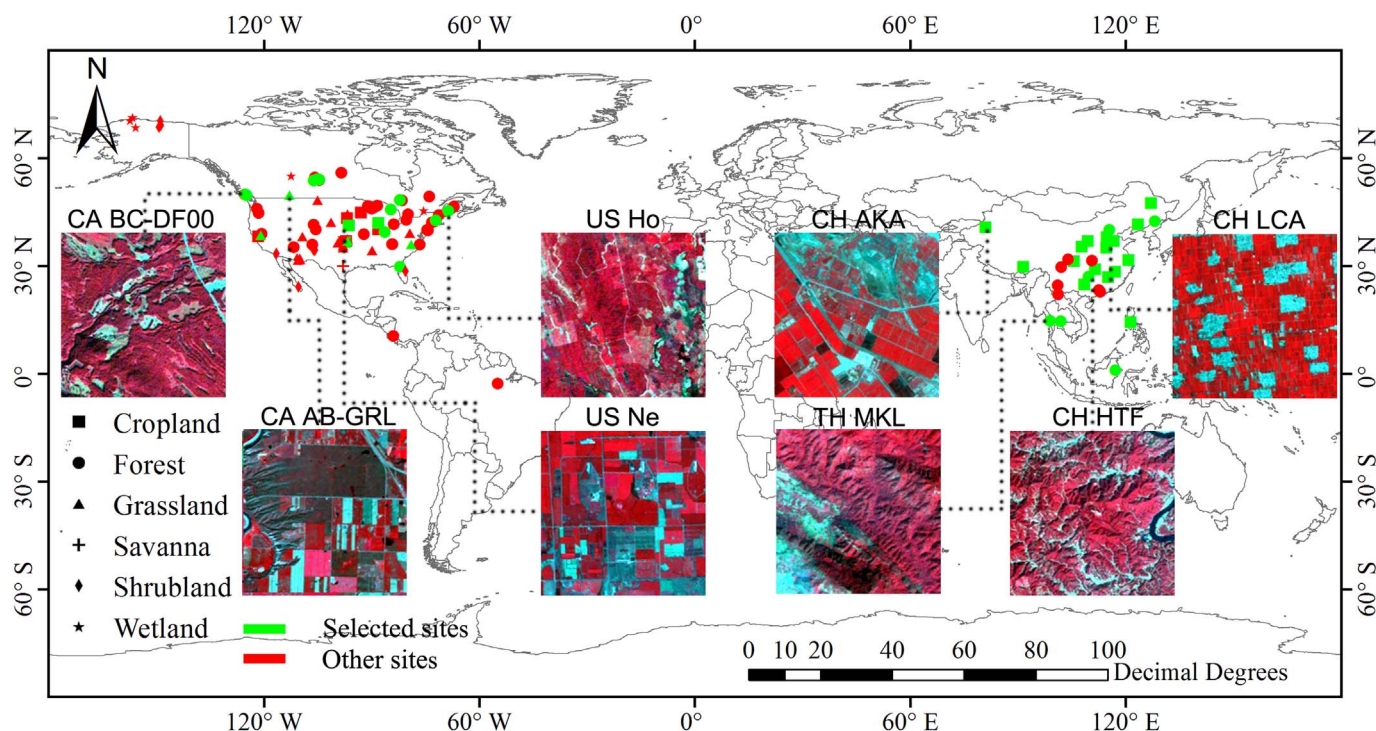 120° W 60° W 0° 60° E 120° E
N
60° N 60° N
CA BC-DF00 US Ho CH AKA CH LCA
30° N 30° N
0° 0°
Cropland
CA AB-GRL US Ne TH MKL CH HTF
Forest
30° S 30° S
Grassland
Savanna
Shrubland
60° S 60° S
Wetland
Selected sites
Other sites
0 10 20 40 60 80 100
Decimal Degrees
120° W 60° W 0° 60° E 120° E